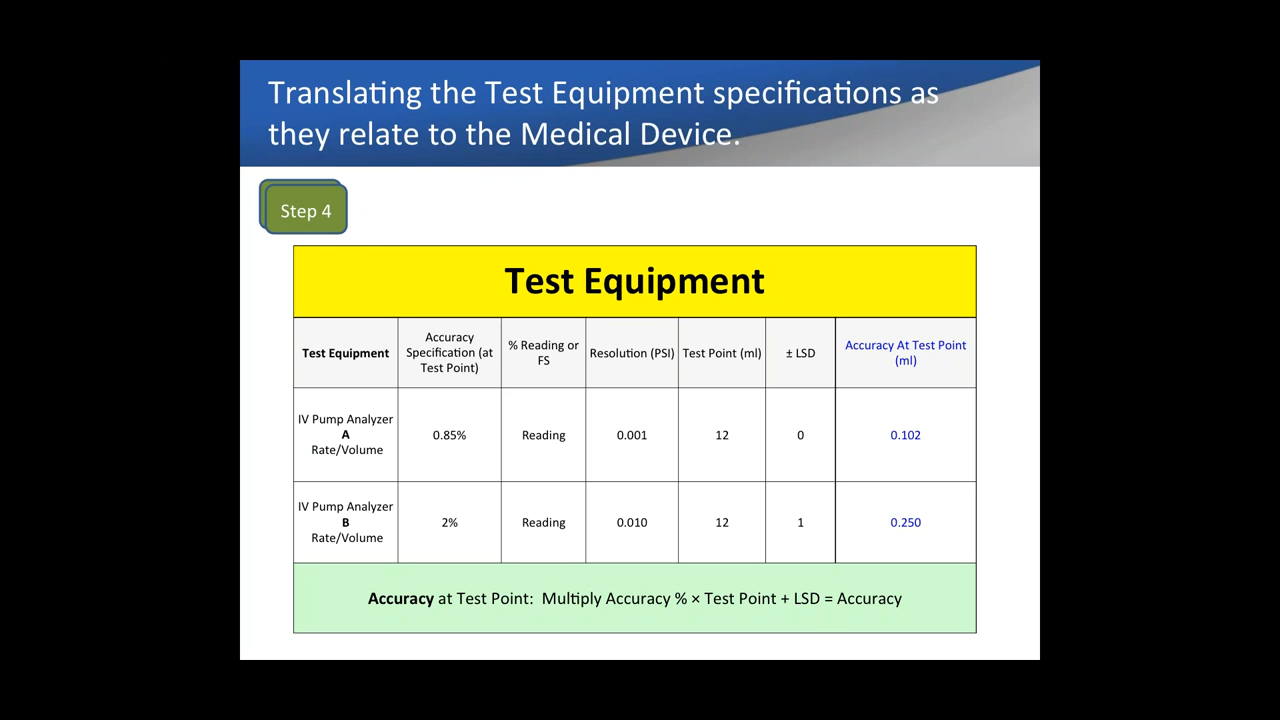 Translating the Test Equipment specifications as
they relate to the Medical Device.
Step 4
Test Equipment
Test Equipment
Accuracy
Specification (at
Test Point)
% Reading or
FS
Resolution (PSI)
Test Point (ml)
± LSD
Accuracy At Test Point
(ml)
IV Pump Analyzer
A
Rate/Volume
0.85%
Reading
0.001
12
0
0.102
IV Pump Analyzer
B
Rate/Volume
2%
Reading
0.010
12
1
0.250
Accuracy at Test Point: Multiply Accuracy % × Test Point + LSD = Accuracy